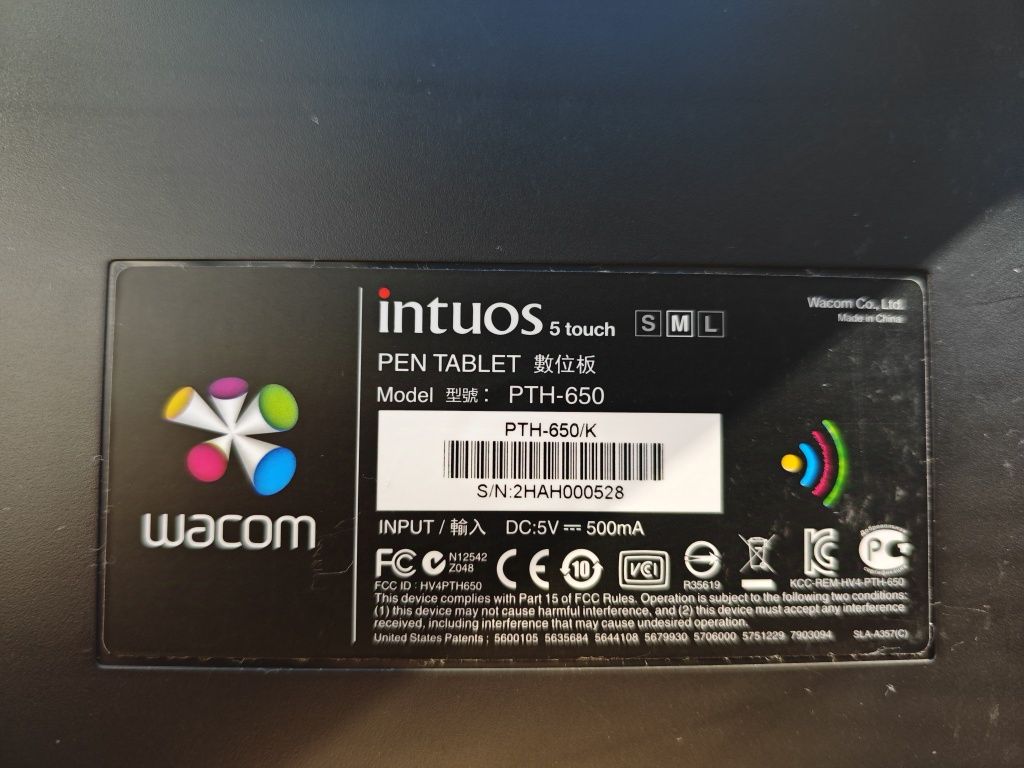 intuos 5 touch S M L
Wacom Co., Ltd.
Made in China
PEN TABLET 數位板
Model 型號： PTH-650
PTH-650/K
S/N:2HAH000528
wacom
INPUT / 輸入 DC:5V 500mA
FC N12542
Z048
CE 10 VCI R35619
FCC ID : HV4PTH650
KCC-REM-HV4-PTH-650
This device complies with Part 15 of FCC Rules. Operation is subject to the following two conditions:
(1) this device may not cause harmful interference, and (2) this device must accept any interference
received, including interference that may cause undesired operation.
United States Patents : 5600105 5635684 5644108 5679930 5706000 5751229 7903094 SLA-A357(C)